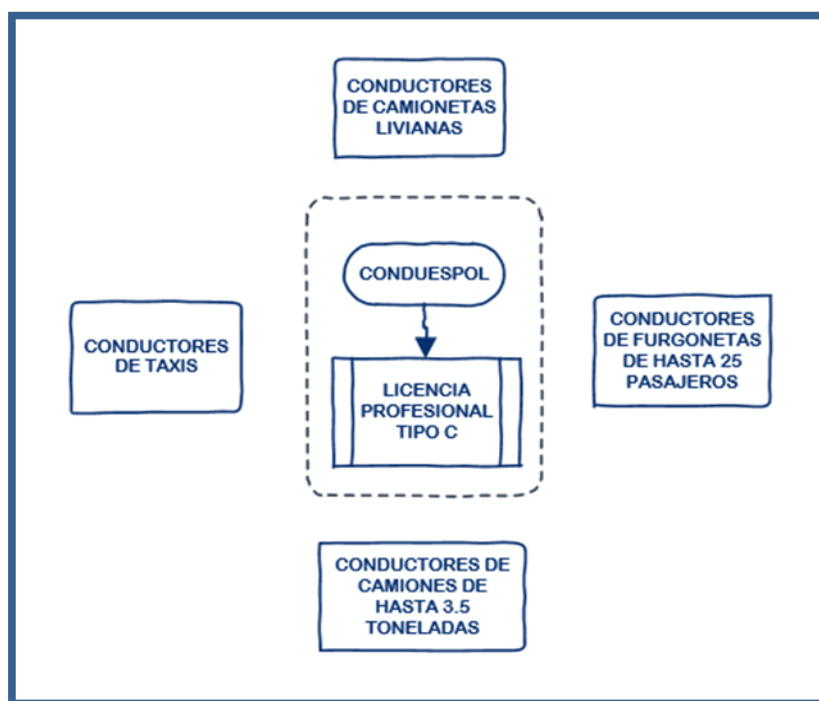 CONDUCTORES
DE CAMIONETAS
LIVIANAS
CONDUESPOL
CONDUCTORES
DE TAXIS
LICENCIA
PROFESIONAL
TIPO C
CONDUCTORES
DE FURGONETAS
DE HASTA 25
PASAJEROS
CONDUCTORES DE
CAMIONES DE
HASTA 3.5
TONELADAS